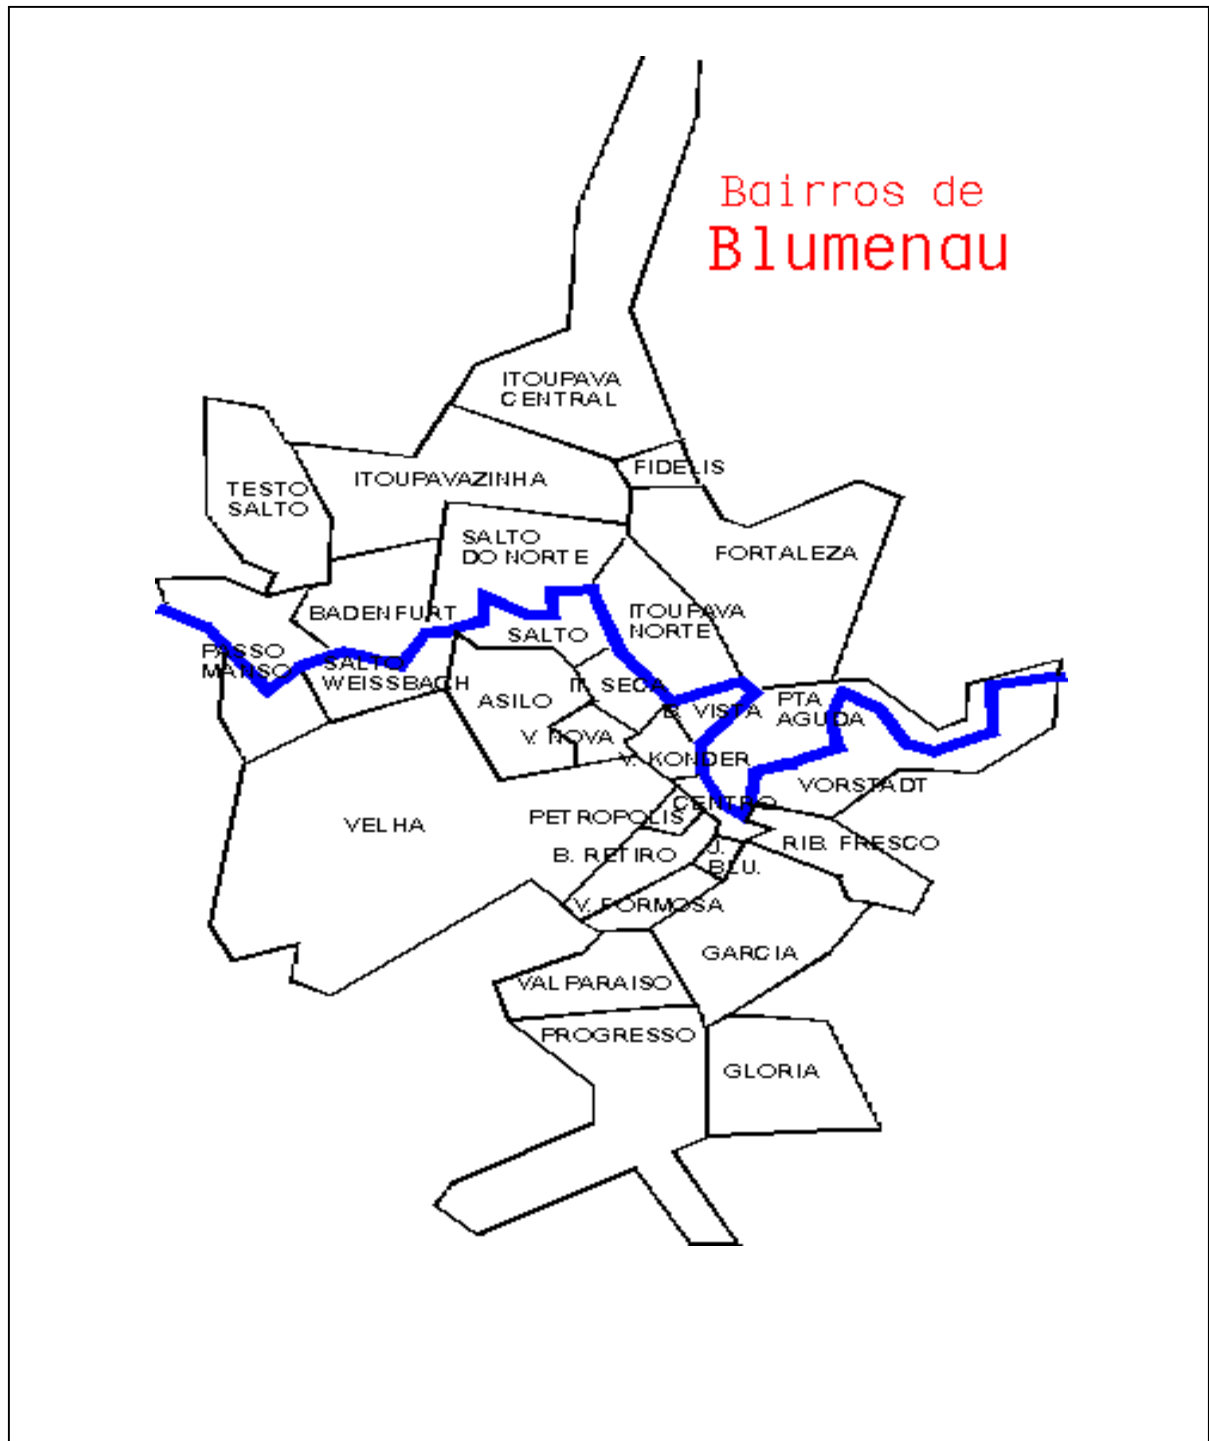 Bairros de
Blumenau
ITOUPAVA
CENTRAL
FIDELIS
ITOUPAVAZINHA
TESTO
SALTO
SALTO
DO NORTE
FORTALEZA
BADENFURT
ITOUPAVA
NORTE
SALTO
PASSO
MANSO
SALTO
WEISSBACH
ASILO
IT. SECA
B. VISTA
PTA
AGUDA
V. NOVA
V. KONDER
VORSTADT
CENTRO
PETROPOLIS
VELHA
RIB. FRESCO
B. RETIRO
J.
BLU.
V. FORMOSA
GARCIA
VALPARAISO
PROGRESSO
GLORIA